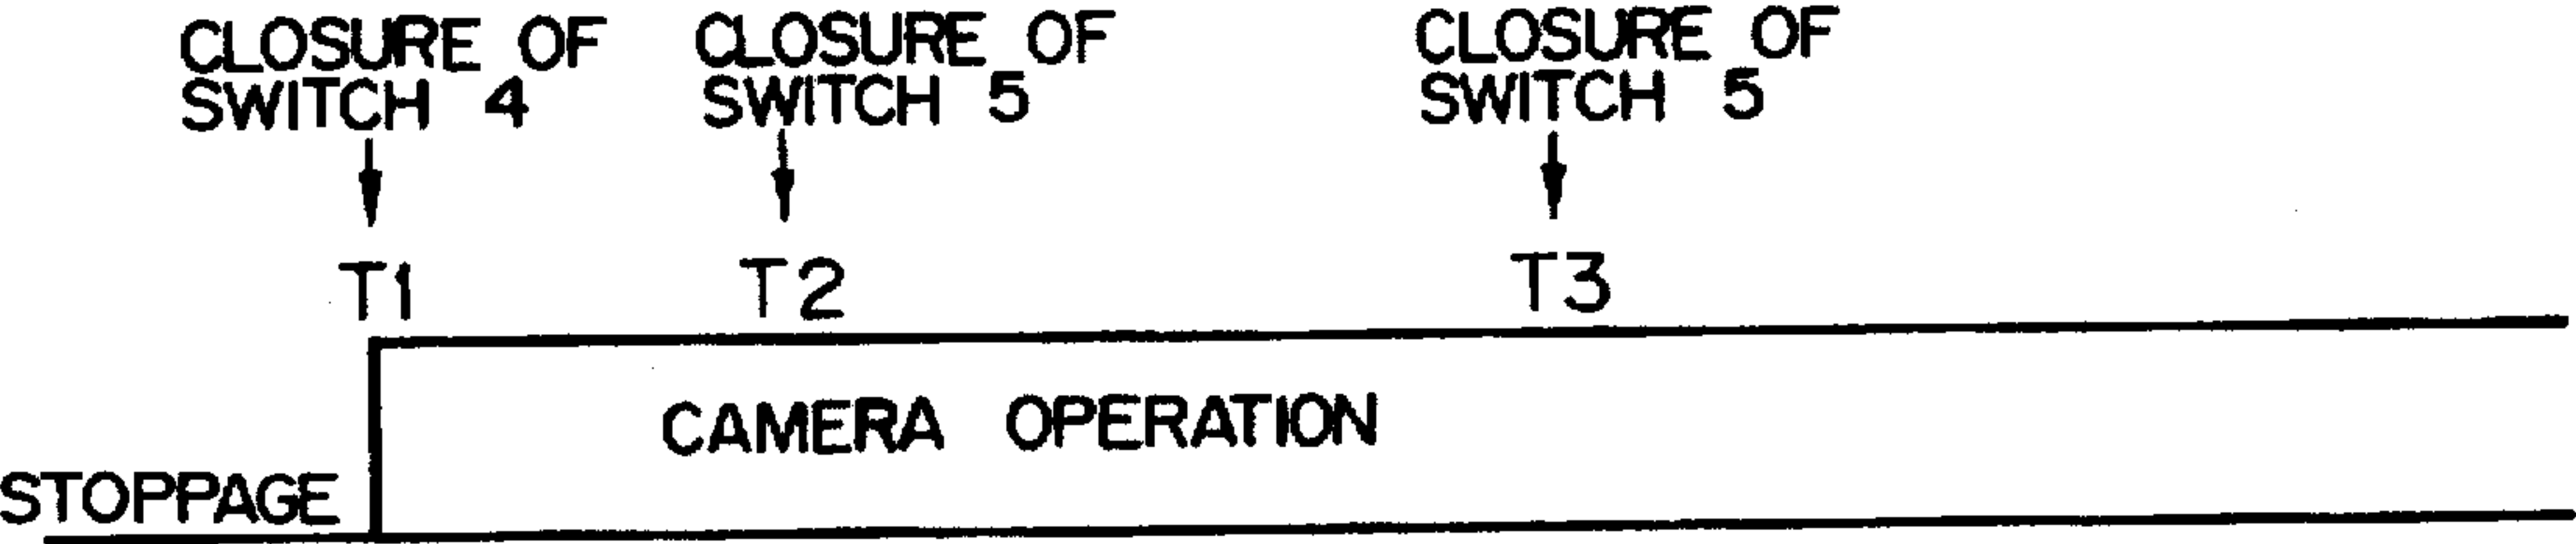 CLOSURE OF
SWITCH 4
CLOSURE OF
SWITCH 5
CLOSURE OF
SWITCH 5
T1
T2
T3
CAMERA OPERATION
STOPPAGE